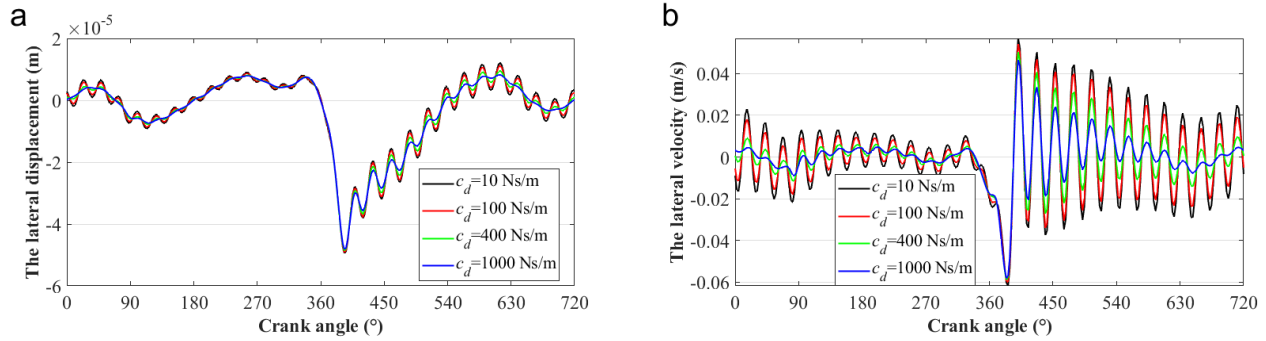 a
×10⁻⁵
The lateral displacement (m)
2
0
-2
-4
-6
c_d=10 Ns/m
c_d=100 Ns/m
c_d=400 Ns/m
c_d=1000 Ns/m
0 90 180 270 360 450 540 630 720
Crank angle (°)
b
The lateral velocity (m/s)
0.04
0.02
0
-0.02
-0.04
-0.06
c_d=10 Ns/m
c_d=100 Ns/m
c_d=400 Ns/m
c_d=1000 Ns/m
0 90 180 270 360 450 540 630 720
Crank angle (°)